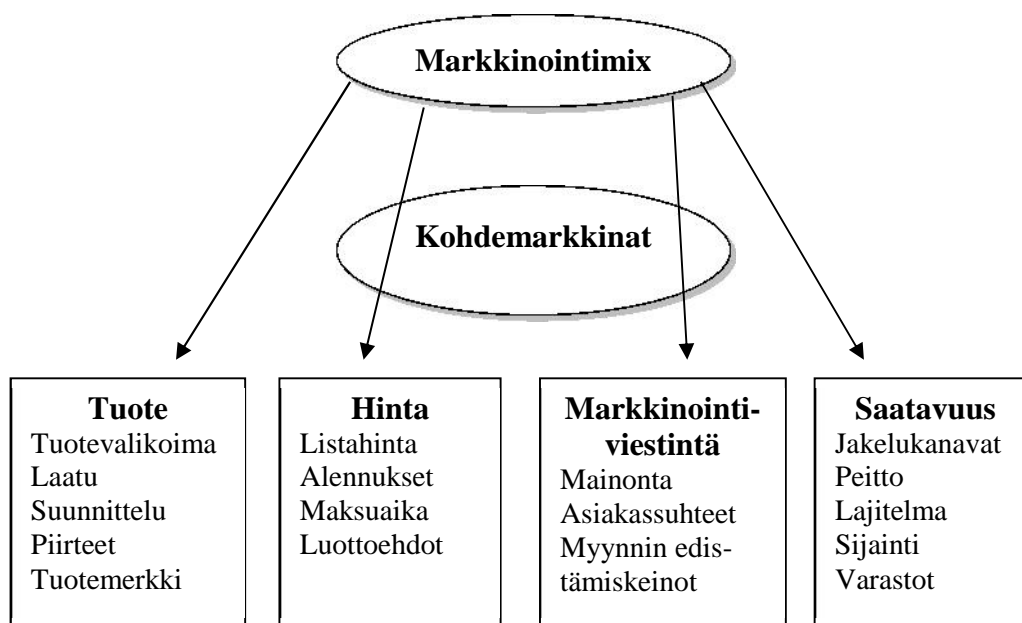 Markkinointimix
Kohdemarkkinat
Tuote
Tuotevalikoima
Laatu
Suunnittelu
Piirteet
Tuotemerkki
Hinta
Listahinta
Alennukset
Maksuaika
Luottoehdot
Markkinointi-
viestintä
Mainonta
Asiakassuhteet
Myynnin edis-
tämiskeinot
Saatavuus
Jakelukanavat
Peitto
Lajitelma
Sijainti
Varastot